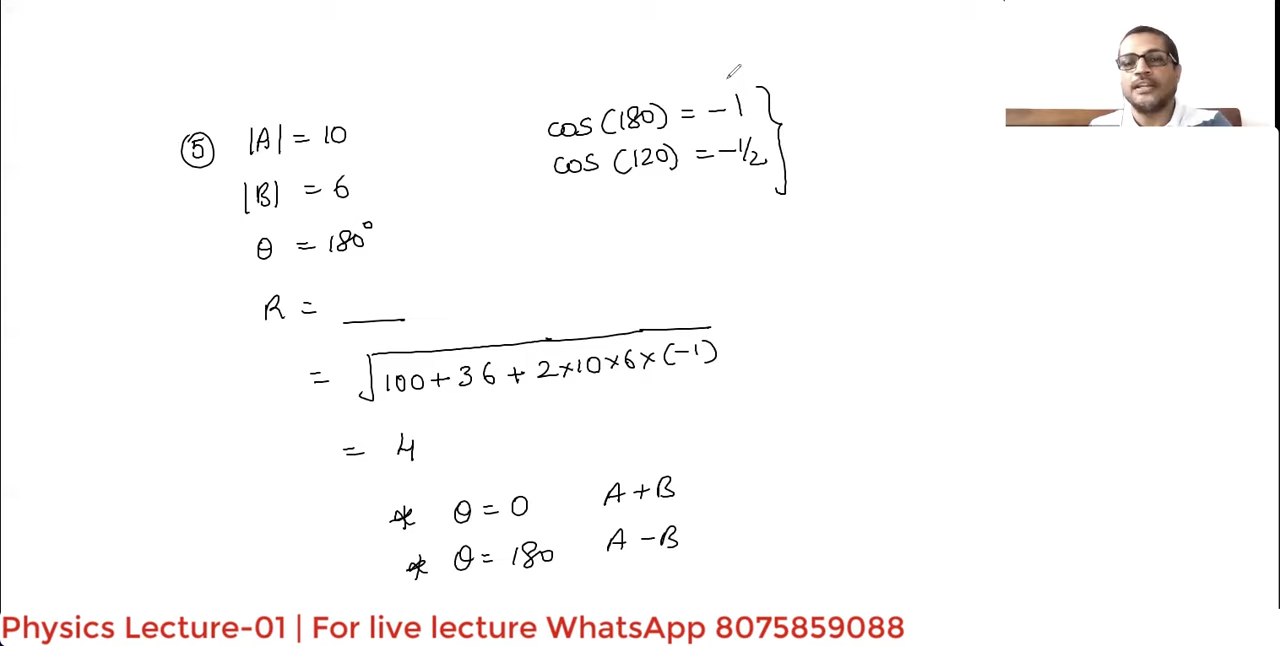 ⑤ |A| = 10
|B| = 6
θ = 180°
R = ___
= √100+36+2×10×6×(-1)
= 4
* θ = 0 A+B
* θ = 180 A-B
cos(180) = -1
cos(120) = -1/2
Physics Lecture-01 | For live lecture WhatsApp 8075859088